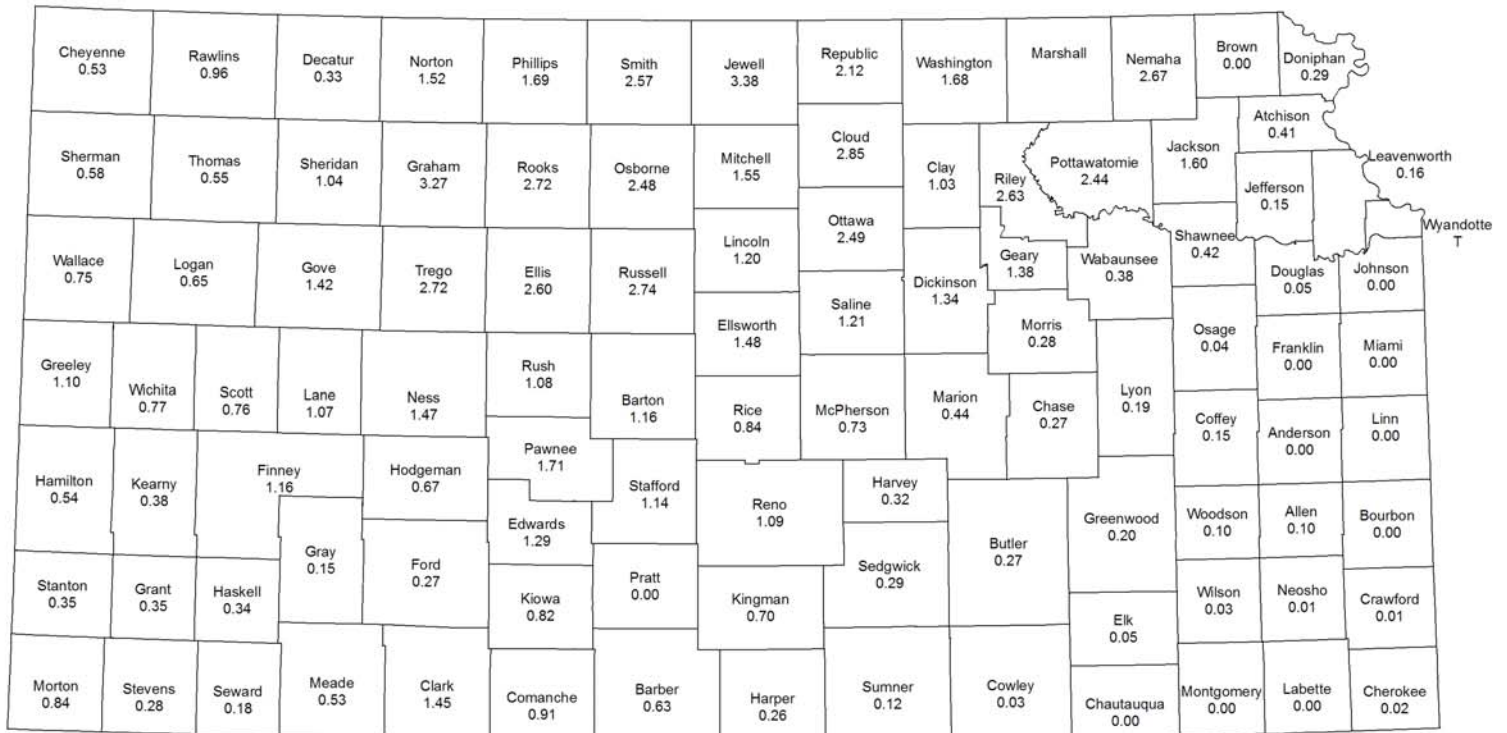 Cheyenne
0.53
Rawlins
0.96
Decatur
0.33
Norton
1.52
Phillips
1.69
Smith
2.57
Jewell
3.38
Republic
2.12
Washington
1.68
Marshall
Nemaha
2.67
Brown
0.00
Doniphan
0.29
Sherman
0.58
Thomas
0.55
Sheridan
1.04
Graham
3.27
Rooks
2.72
Osborne
2.48
Mitchell
1.55
Cloud
2.85
Clay
1.03
Riley
2.63
Pottawatomie
2.44
Jackson
1.60
Atchison
0.41
Jefferson
0.15
Leavenworth
0.16
Wyandotte
T
Wallace
0.75
Logan
0.65
Gove
1.42
Trego
2.72
Ellis
2.60
Russell
2.74
Lincoln
1.20
Ottawa
2.49
Saline
1.21
Dickinson
1.34
Geary
1.38
Wabaunsee
0.38
Shawnee
0.42
Douglas
0.05
Johnson
0.00
Greeley
1.10
Wichita
0.77
Scott
0.76
Lane
1.07
Ness
1.47
Rush
1.08
Barton
1.16
Ellsworth
1.48
Rice
0.84
McPherson
0.73
Marion
0.44
Morris
0.28
Chase
0.27
Lyon
0.19
Osage
0.04
Franklin
0.00
Miami
0.00
Coffey
0.15
Anderson
0.00
Linn
0.00
Hamilton
0.54
Kearny
0.38
Finney
1.16
Hodgeman
0.67
Pawnee
1.71
Stafford
1.14
Edwards
1.29
Reno
1.09
Harvey
0.32
Butler
0.27
Greenwood
0.20
Woodson
0.10
Allen
0.10
Bourbon
0.00
Stanton
0.35
Grant
0.35
Haskell
0.34
Gray
0.15
Ford
0.27
Kiowa
0.82
Pratt
0.00
Kingman
0.70
Sedgwick
0.29
Elk
0.05
Wilson
0.03
Neosho
0.01
Crawford
0.01
Morton
0.84
Stevens
0.28
Seward
0.18
Meade
0.53
Clark
1.45
Comanche
0.91
Barber
0.63
Harper
0.26
Sumner
0.12
Cowley
0.03
Chautauqua
0.00
Montgomery
0.00
Labette
0.00
Cherokee
0.02